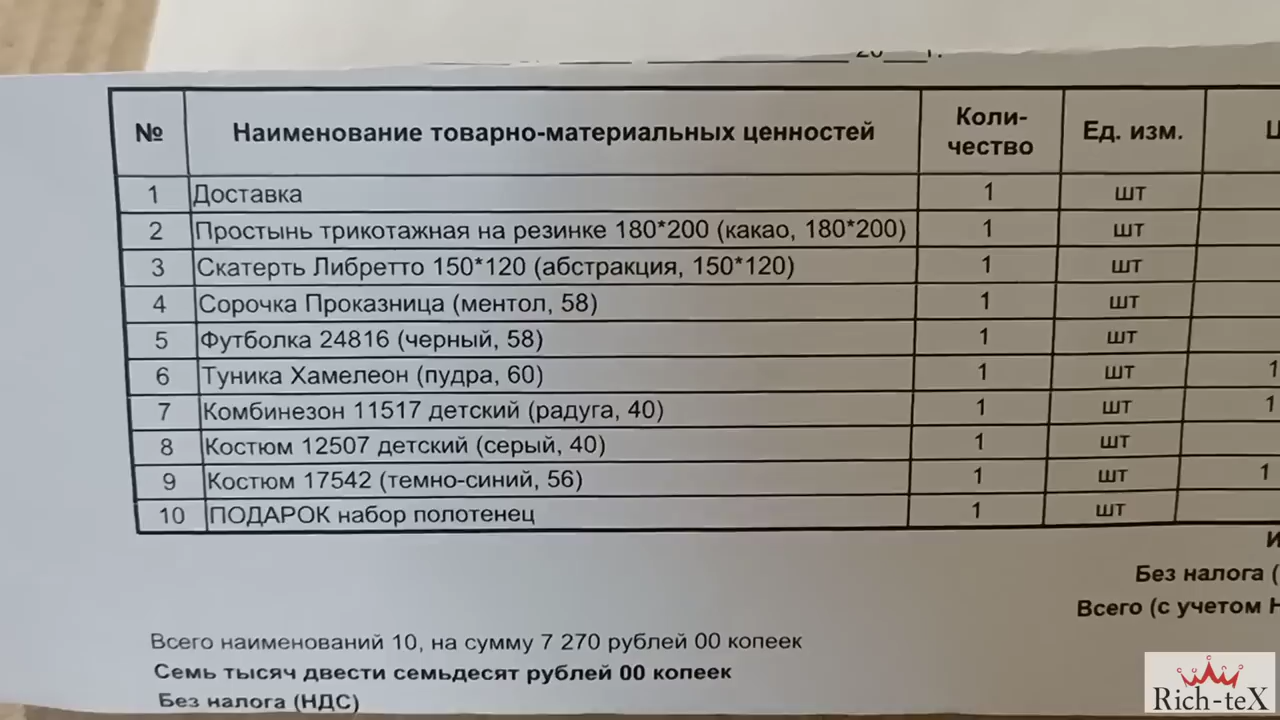 20 г.
№ Наименование товарно-материальных ценностей Коли-чество Ед. изм.
1 Доставка 1 шт
2 Простынь трикотажная на резинке 180*200 (какао, 180*200) 1 шт
3 Скатерть Либретто 150*120 (абстракция, 150*120) 1 шт
4 Сорочка Проказница (ментол, 58) 1 шт
5 Футболка 24816 (черный, 58) 1 шт
6 Туника Хамелеон (пудра, 60) 1 шт 1
7 Комбинезон 11517 детский (радуга, 40) 1 шт 1
8 Костюм 12507 детский (серый, 40) 1 шт
9 Костюм 17542 (темно-синий, 56) 1 шт 1
10 ПОДАРОК набор полотенец 1 шт
Без налога (
Всего (с учетом Н
Всего наименований 10, на сумму 7 270 рублей 00 копеек
Семь тысяч двести семьдесят рублей 00 копеек
Без налога (НДС)
Rich-teX